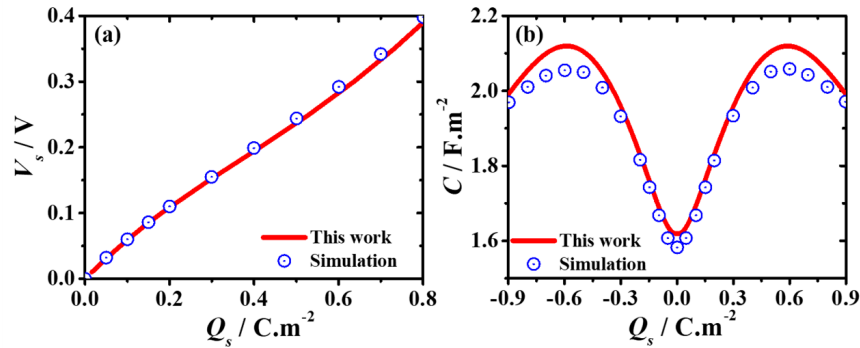 (a)
0.4
0.3
0.2
0.1
0.0
V_s / V
This work
Simulation
0.0 0.2 0.4 0.6 0.8
Q_s / C.m⁻²
(b)
2.2
2.0
1.8
1.6
C / F.m⁻²
This work
Simulation
-0.9 -0.6 -0.3 0.0 0.3 0.6 0.9
Q_s / C.m⁻²